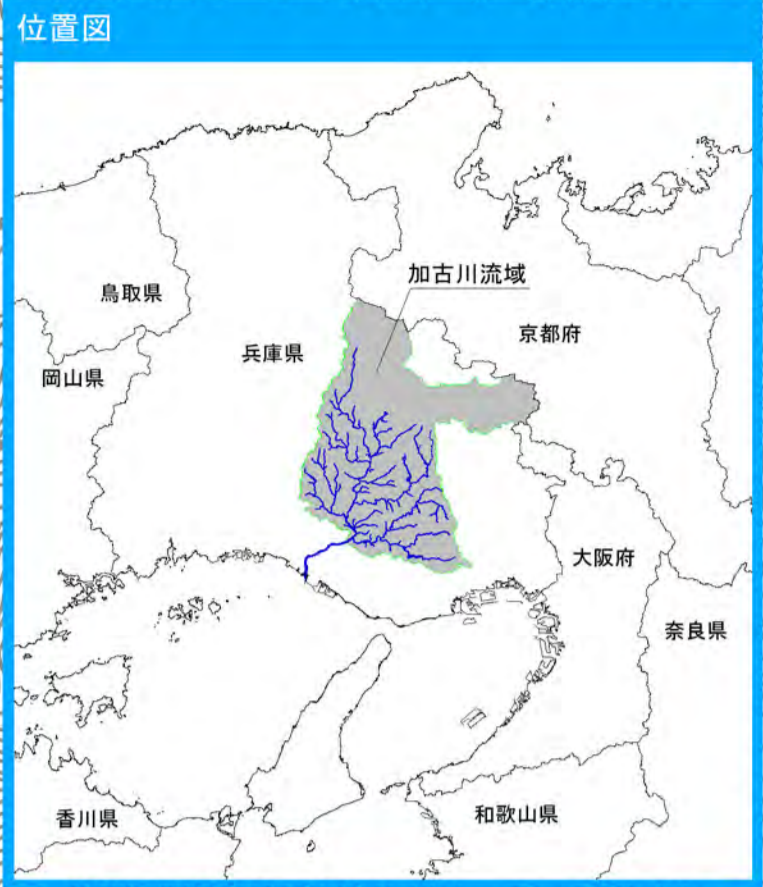 位置図
加古川流域
鳥取県
京都府
兵庫県
岡山県
大阪府
奈良県
香川県
和歌山県